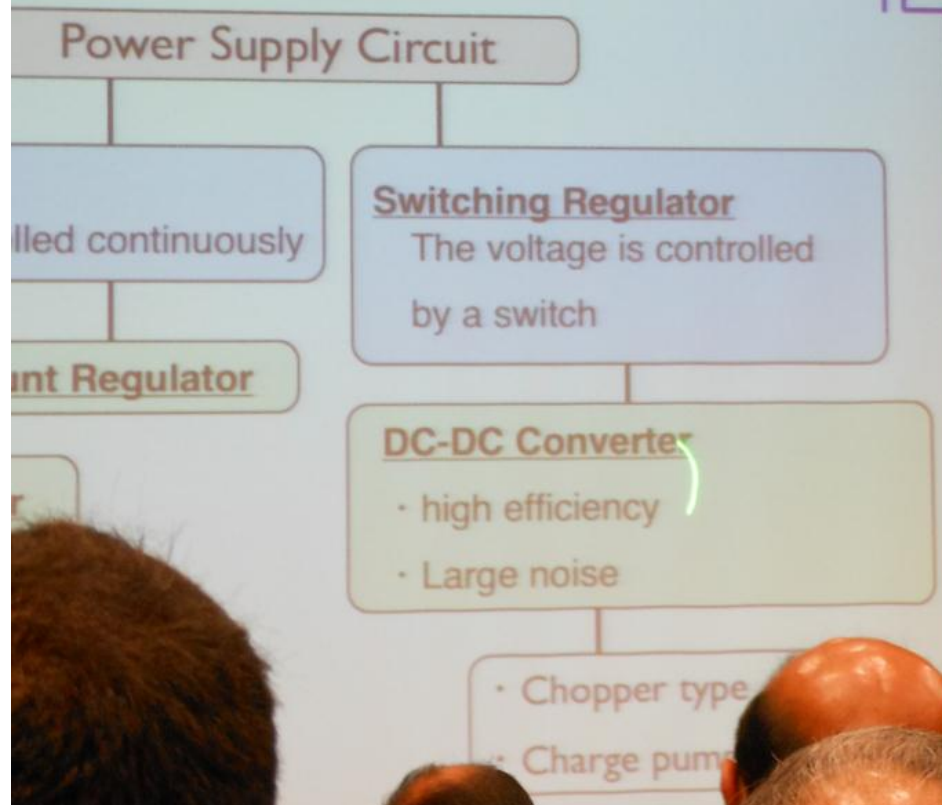 Power Supply Circuit
lled continuously
Switching Regulator
The voltage is controlled
by a switch
unt Regulator
DC-DC Converter
· high efficiency
· Large noise
r
· Chopper type
· Charge pump